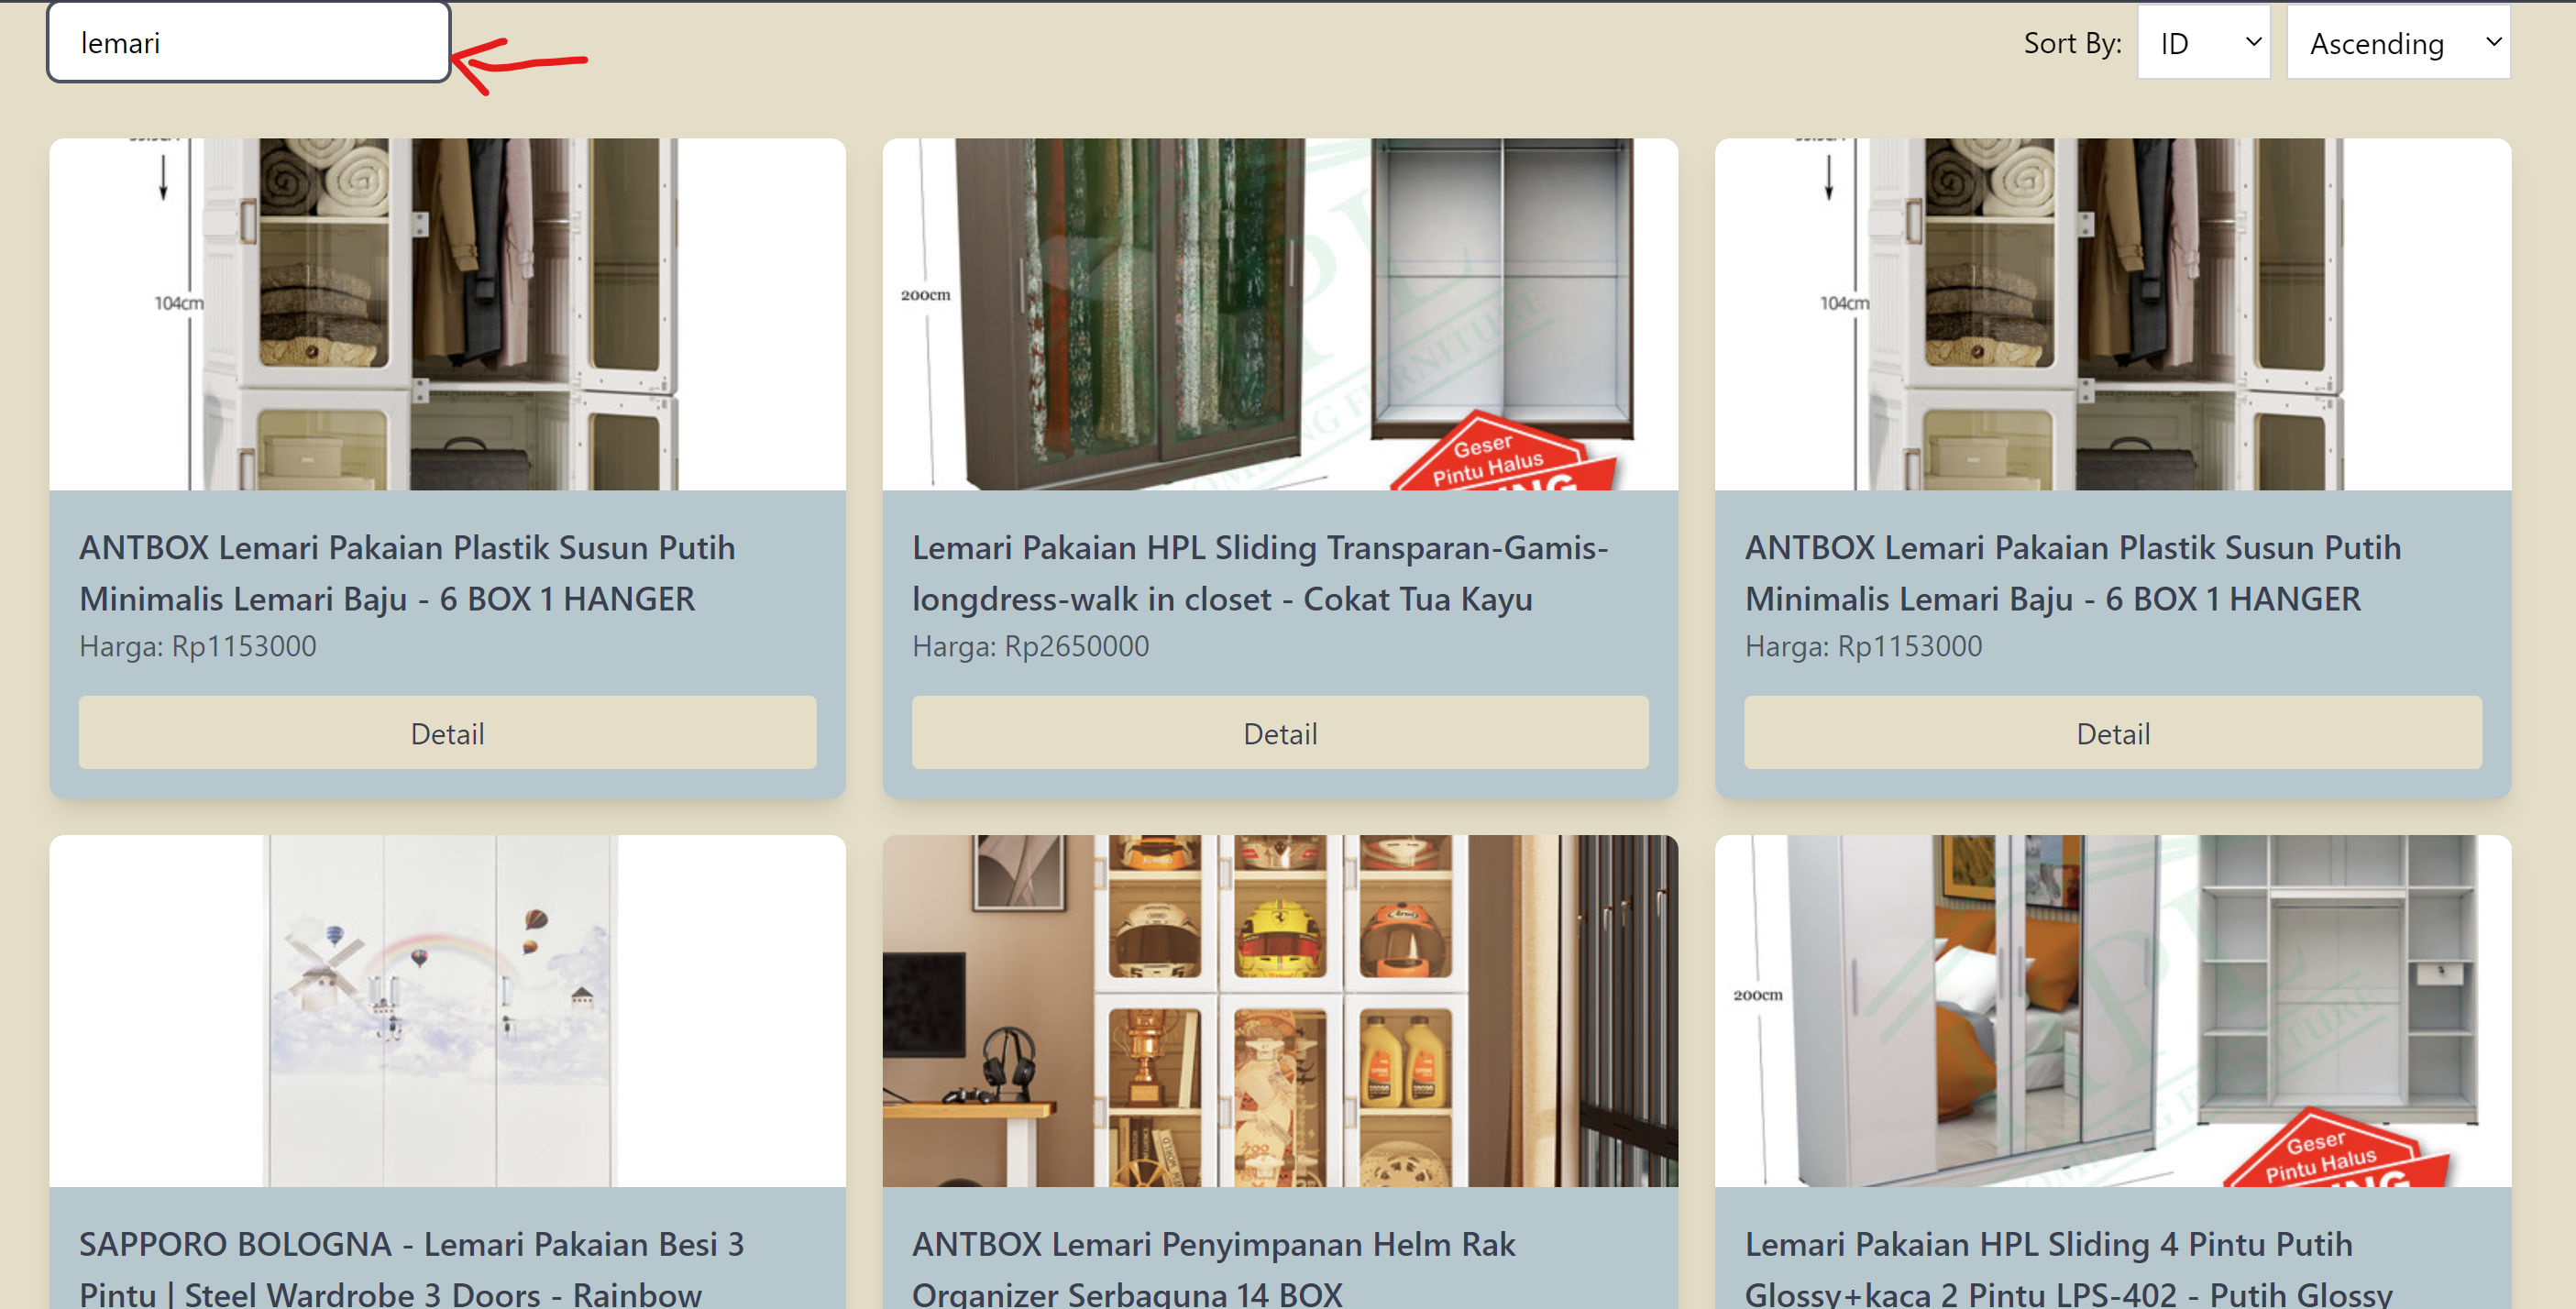 lemari
Sort By: ID Ascending
104cm
200cm
Geser
Pintu Halus
104cm
ANTBOX Lemari Pakaian Plastik Susun Putih
Minimalis Lemari Baju - 6 BOX 1 HANGER
Harga: Rp1153000
Detail
Lemari Pakaian HPL Sliding Transparan-Gamis-
longdress-walk in closet - Cokat Tua Kayu
Harga: Rp2650000
Detail
ANTBOX Lemari Pakaian Plastik Susun Putih
Minimalis Lemari Baju - 6 BOX 1 HANGER
Harga: Rp1153000
Detail
200cm
Geser
Pintu Halus
SAPPORO BOLOGNA - Lemari Pakaian Besi 3
Pintu | Steel Wardrobe 3 Doors - Rainbow
ANTBOX Lemari Penyimpanan Helm Rak
Organizer Serbaguna 14 BOX
Lemari Pakaian HPL Sliding 4 Pintu Putih
Glossy+kaca 2 Pintu LPS-402 - Putih Glossy